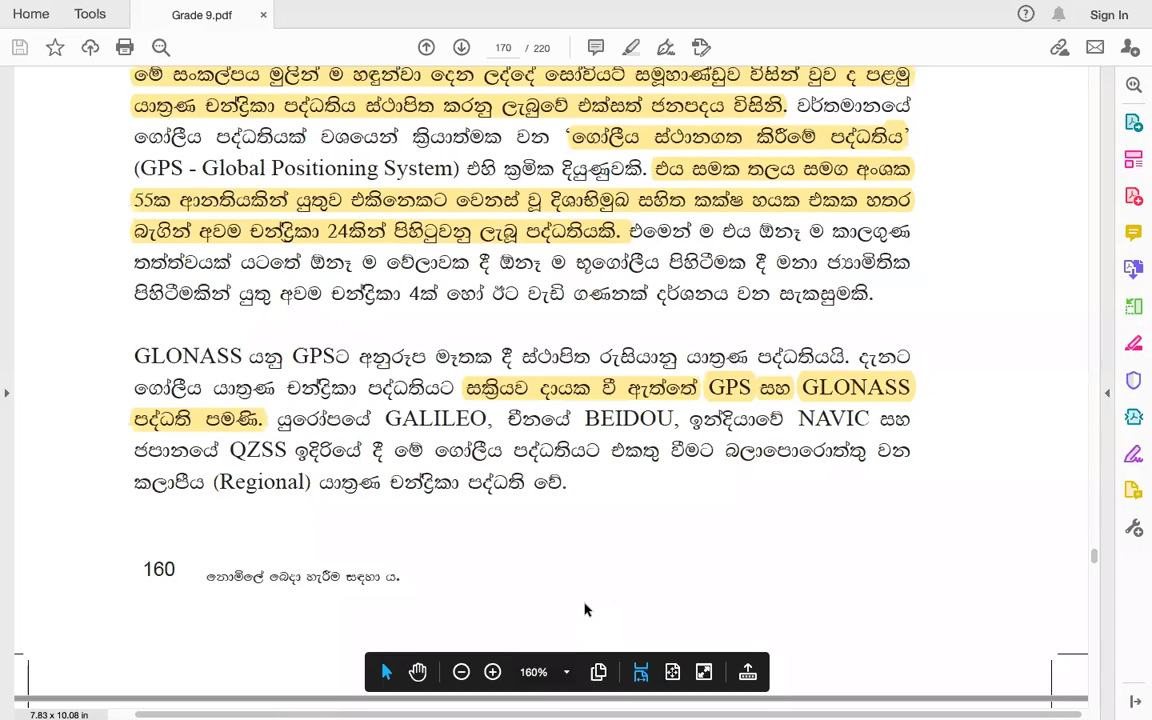 Home Tools Grade 9.pdf × Sign In
170 / 220
මේ සංකල්පය මුලින් ම හඳුන්වා දෙන ලද්දේ සෝවියට් සමූහාණ්ඩුව විසින් වුව ද පළමු
යාත්‍රණ චන්ද්‍රිකා පද්ධතිය ස්ථාපිත කරනු ලැබුවේ එක්සත් ජනපදය විසිනි. වර්තමානයේ
ගෝලීය පද්ධතියක් වශයෙන් ක්‍රියාත්මක වන ‘ගෝලීය ස්ථානගත කිරීමේ පද්ධතිය’
(GPS - Global Positioning System) එහි ක්‍රමික දියුණුවකි. එය සමක තලය සමග අංශක
55ක ආනතියකින් යුතුව එකිනෙකට වෙනස් වූ දිශාභිමුඛ සහිත කක්ෂ හයක එකක හතර
බැගින් අවම චන්ද්‍රිකා 24කින් පිහිටුවනු ලැබූ පද්ධතියකි. එමෙන් ම එය ඕනෑ ම කාලගුණ
තත්ත්වයක් යටතේ ඕනෑ ම වේලාවක දී ඕනෑ ම භූගෝලීය පිහිටීමක දී මනා ජ්‍යාමිතික
පිහිටීමකින් යුතු අවම චන්ද්‍රිකා 4ක් හෝ ඊට වැඩි ගණනක් දර්ශනය වන සැකසුමකි.
GLONASS යනු GPSට අනුරූප මෑතක දී ස්ථාපිත රුසියානු යාත්‍රණ පද්ධතියයි. දැනට
ගෝලීය යාත්‍රණ චන්ද්‍රිකා පද්ධතියට සක්‍රියව දායක වී ඇත්තේ GPS සහ GLONASS
පද්ධති පමණි. යුරෝපයේ GALILEO, චීනයේ BEIDOU, ඉන්දියාවේ NAVIC සහ
ජපානයේ QZSS ඉදිරියේ දී මේ ගෝලීය පද්ධතියට එකතු වීමට බලාපොරොත්තු වන
කලාපීය (Regional) යාත්‍රණ චන්ද්‍රිකා පද්ධති වේ.
160 නොමිලේ බෙදා හැරීම සඳහා ය.
160%
7.83 x 10.08 in